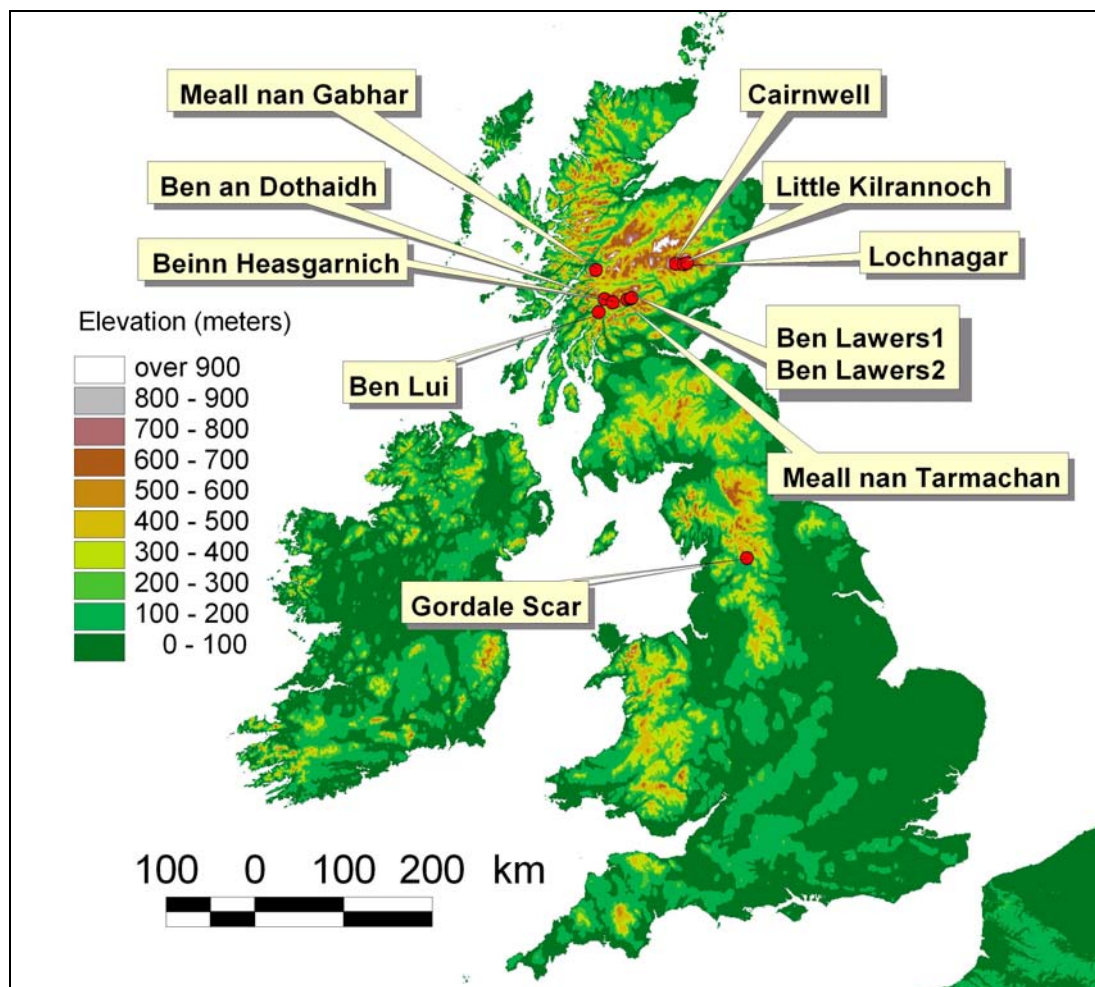 Meall nan Gabhar
Cairnwell
Ben an Dothaidh
Little Kilrannoch
Beinn Heasgarnich
Lochnagar
Elevation (meters)
over 900
800 - 900
700 - 800
600 - 700
500 - 600
400 - 500
300 - 400
200 - 300
100 - 200
0 - 100
Ben Lui
Ben Lawers1
Ben Lawers2
Meall nan Tarmachan
Gordale Scar
100 0 100 200 km